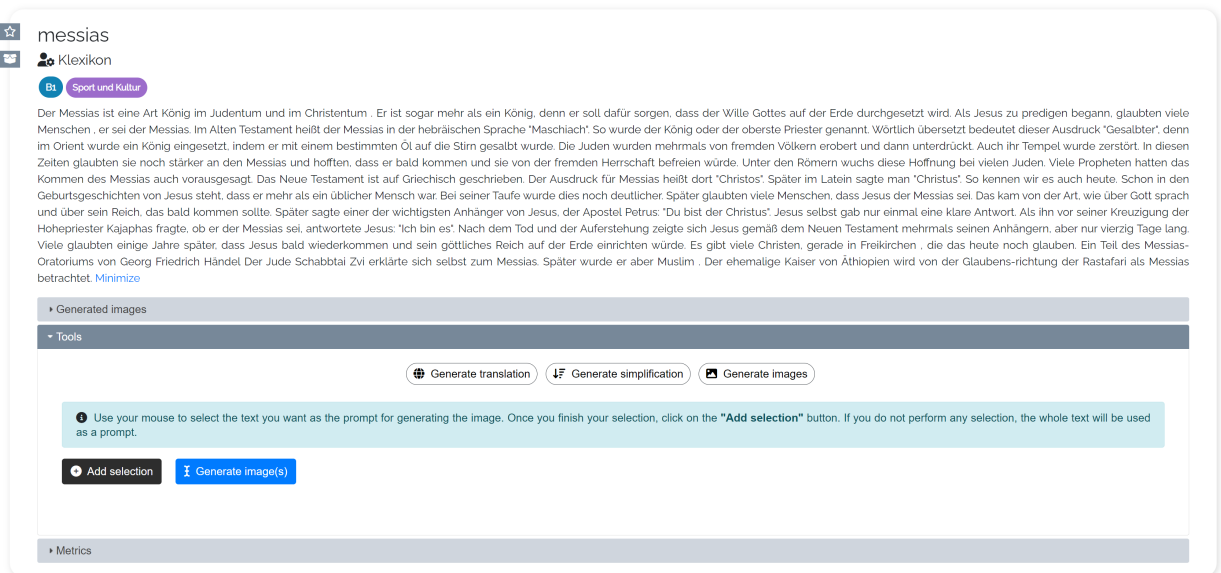 messias
Klexikon
B1 Sport und Kultur
Der Messias ist eine Art König im Judentum und im Christentum . Er ist sogar mehr als ein König, denn er soll dafür sorgen, dass der Wille Gottes auf der Erde durchgesetzt wird. Als Jesus zu predigen begann, glaubten viele
Menschen , er sei der Messias. Im Alten Testament heißt der Messias in der hebräischen Sprache "Maschiach". So wurde der König oder der oberste Priester genannt. Wörtlich übersetzt bedeutet dieser Ausdruck "Gesalbter", denn
im Orient wurde ein König eingesetzt, indem er mit einem bestimmten Öl auf die Stirn gesalbt wurde. Die Juden wurden mehrmals von fremden Völkern erobert und dann unterdrückt. Auch ihr Tempel wurde zerstört. In diesen
Zeiten glaubten sie noch stärker an den Messias und hofften, dass er bald kommen und sie von der fremden Herrschaft befreien würde. Unter den Römern wuchs diese Hoffnung bei vielen Juden. Viele Propheten hatten das
Kommen des Messias auch vorausgesagt. Das Neue Testament ist auf Griechisch geschrieben. Der Ausdruck für Messias heißt dort "Christos". Später im Latein sagte man "Christus". So kennen wir es auch heute. Schon in den
Geburtsgeschichten von Jesus steht, dass er mehr als ein üblicher Mensch war. Bei seiner Taufe wurde dies noch deutlicher. Später glaubten viele Menschen, dass Jesus der Messias sei. Das kam von der Art, wie über Gott sprach
und über sein Reich, das bald kommen sollte. Später sagte einer der wichtigsten Anhänger von Jesus, der Apostel Petrus: "Du bist der Christus". Jesus selbst gab nur einmal eine klare Antwort. Als ihn vor seiner Kreuzigung der
Hohepriester Kajaphas fragte, ob er der Messias sei, antwortete Jesus: "Ich bin es". Nach dem Tod und der Auferstehung zeigte sich Jesus gemäß dem Neuen Testament mehrmals seinen Anhängern, aber nur vierzig Tage lang.
Viele glaubten einige Jahre später, dass Jesus bald wiederkommen und sein göttliches Reich auf der Erde einrichten würde. Es gibt viele Christen, gerade in Freikirchen , die das heute noch glauben. Ein Teil des Messias-
Oratoriums von Georg Friedrich Händel Der Jude Schabbtai Zvi erklärte sich selbst zum Messias. Später wurde er aber Muslim . Der ehemalige Kaiser von Äthiopien wird von der Glaubens-richtung der Rastafari als Messias
betrachtet. Minimize
Generated images
Tools
Generate translation Generate simplification Generate images
Use your mouse to select the text you want as the prompt for generating the image. Once you finish your selection, click on the "Add selection" button. If you do not perform any selection, the whole text will be used
as a prompt.
Add selection Generate image(s)
Metrics